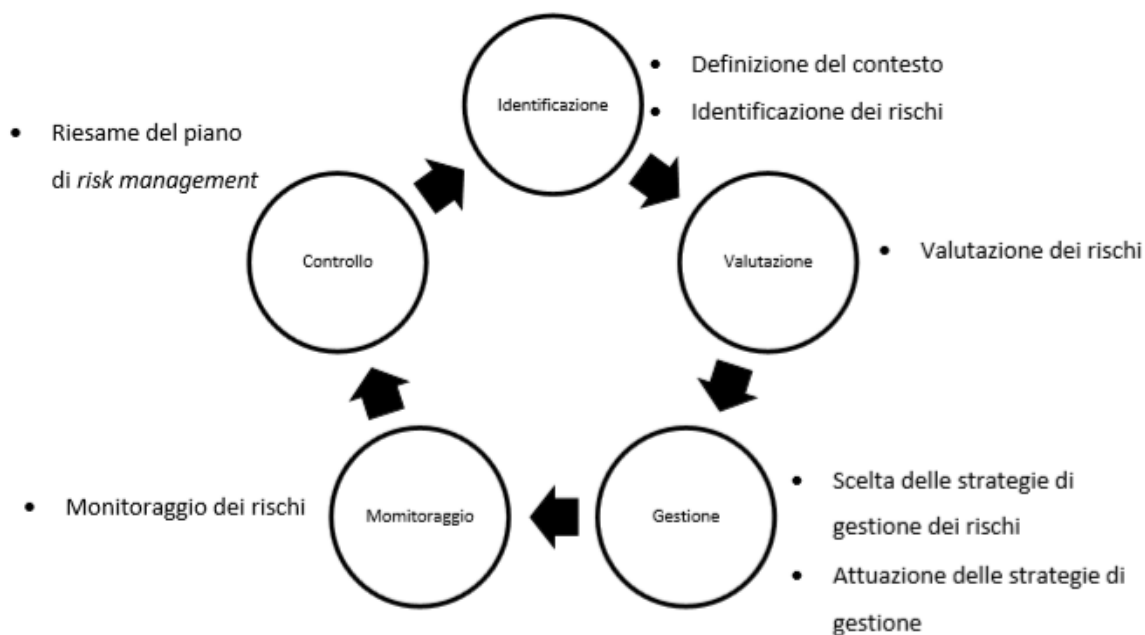 Identificazione
• Definizione del contesto
• Identificazione dei rischi
Valutazione
• Valutazione dei rischi
Gestione
• Scelta delle strategie di
gestione dei rischi
• Attuazione delle strategie di
gestione
Momitoraggio
• Monitoraggio dei rischi
Controllo
• Riesame del piano
di risk management